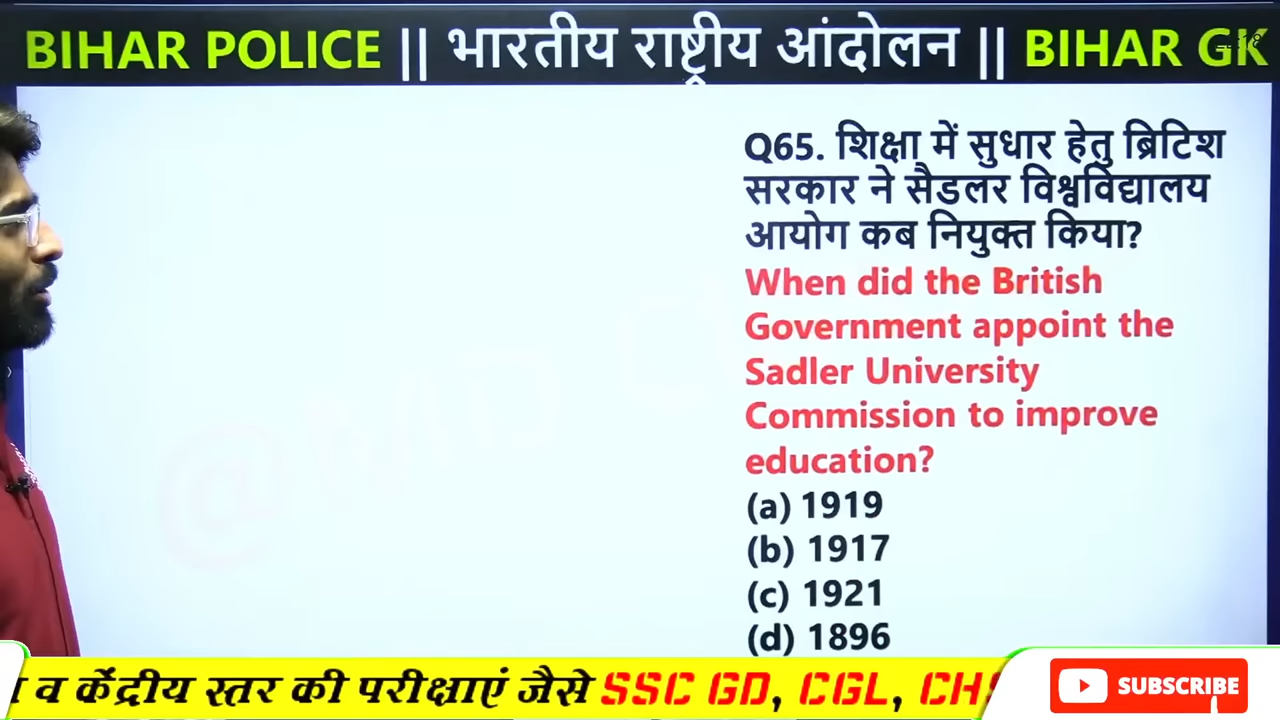 BIHAR POLICE || भारतीय राष्ट्रीय आंदोलन || BIHAR GK
Q65. शिक्षा में सुधार हेतु ब्रिटिश
सरकार ने सैडलर विश्वविद्यालय
आयोग कब नियुक्त किया?
When did the British
Government appoint the
Sadler University
Commission to improve
education?
(a) 1919
(b) 1917
(c) 1921
(d) 1896
व केंद्रीय स्तर की परीक्षाएं जैसे SSC GD, CGL,
SUBSCRIBE